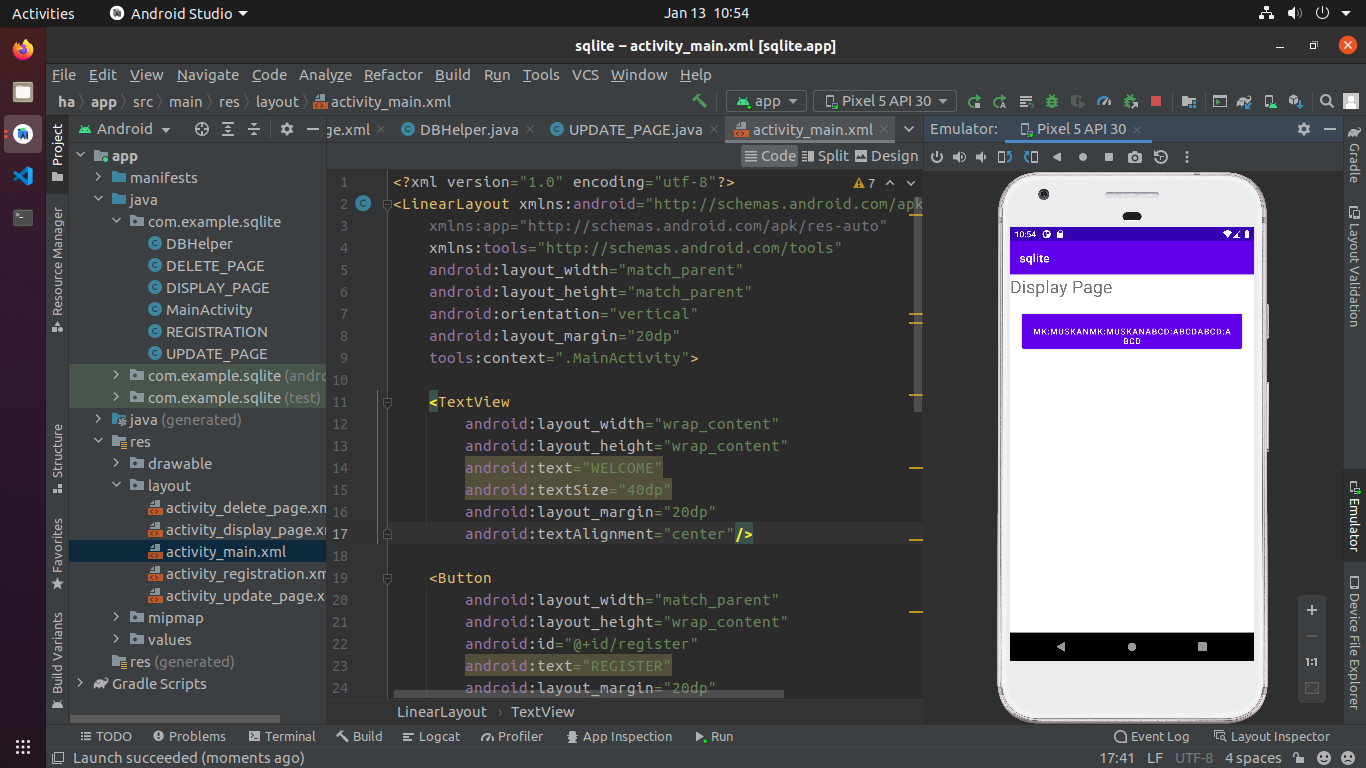 Activities Android Studio Jan 13 10:54
sqlite – activity_main.xml [sqlite.app]
File Edit View Navigate Code Analyze Refactor Build Run Tools VCS Window Help
ha app src main res layout activity_main.xml app Pixel 5 API 30
Project
Resource Manager
Structure
Favorites
Build Variants
Android
app
manifests
java
com.example.sqlite
DBHelper
DELETE_PAGE
DISPLAY_PAGE
MainActivity
REGISTRATION
UPDATE_PAGE
com.example.sqlite (andro
com.example.sqlite (test)
java (generated)
res
drawable
layout
activity_delete_page.xm
activity_display_page.xm
activity_main.xml
activity_registration.xm
activity_update_page.x
mipmap
values
res (generated)
Gradle Scripts
ge.xml DBHelper.java UPDATE_PAGE.java activity_main.xml
Code Split Design
7
1 <?xml version="1.0" encoding="utf-8"?>
2 <LinearLayout xmlns:android="http://schemas.android.com/apk
3 xmlns:app="http://schemas.android.com/apk/res-auto"
4 xmlns:tools="http://schemas.android.com/tools"
5 android:layout_width="match_parent"
6 android:layout_height="match_parent"
7 android:orientation="vertical"
8 android:layout_margin="20dp"
9 tools:context=".MainActivity">
10
11 <TextView
12 android:layout_width="wrap_content"
13 android:layout_height="wrap_content"
14 android:text="WELCOME"
15 android:textSize="40dp"
16 android:layout_margin="20dp"
17 android:textAlignment="center"/>
18
19 <Button
20 android:layout_width="match_parent"
21 android:layout_height="wrap_content"
22 android:id="@+id/register"
23 android:text="REGISTER"
24 android:layout_margin="20dp"
LinearLayout TextView
Emulator: Pixel 5 API 30
10:54
sqlite
Display Page
MK:MUSKANMK:MUSKANABCD:ABCDABCD:A
BCD
1:1
Gradle
Layout Validation
Emulator
Device File Explorer
TODO Problems Terminal Build Logcat Profiler App Inspection Run Event Log Layout Inspector
Launch succeeded (moments ago) 17:41 LF UTF-8 4 spaces